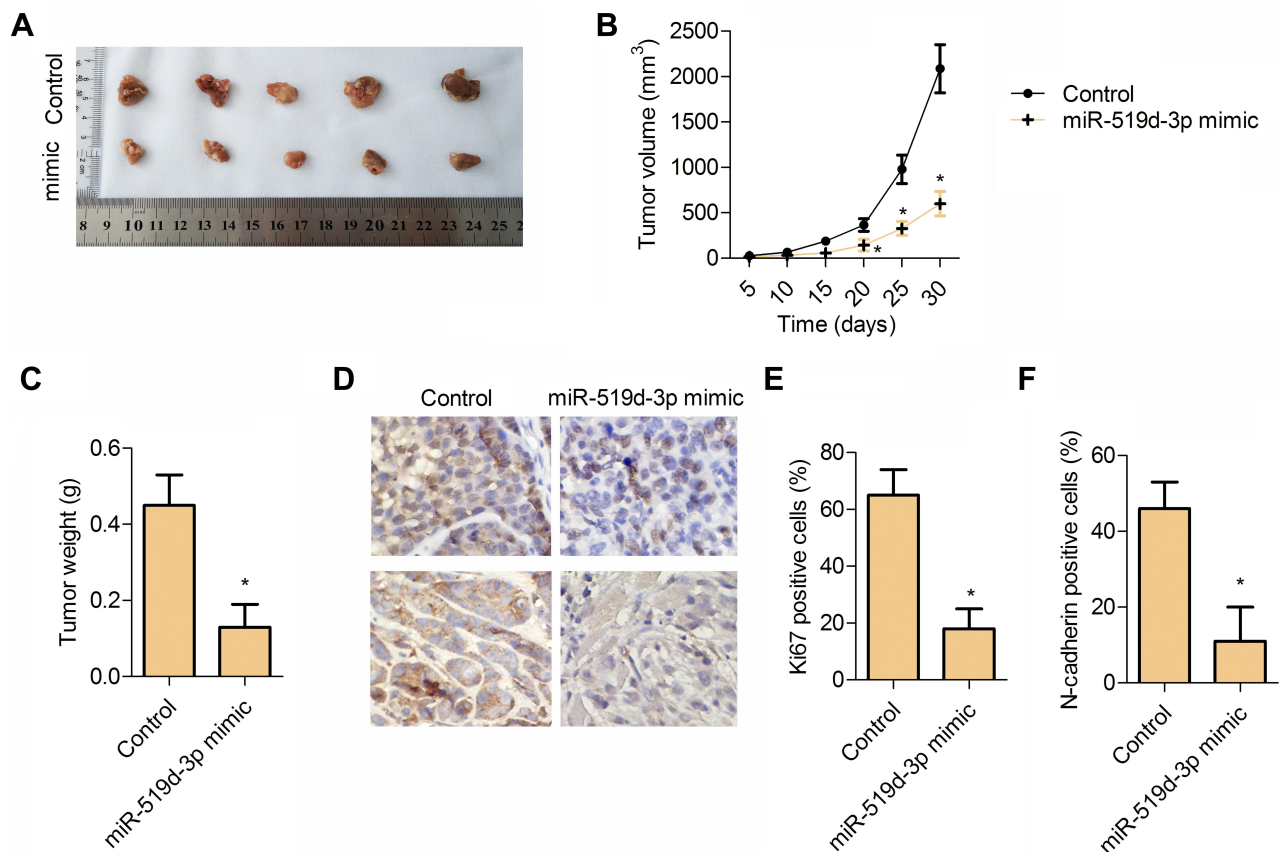 A
Control
mimic
8 9 10 11 12 13 14 15 16 17 18 19 20 21 22 23 24 25
B
Tumor volume (mm3)
2500
2000
1500
1000
500
0
5 10 15 20 25 30
Time (days)
*
*
*
Control
miR-519d-3p mimic
C
Tumor weight (g)
0.6
0.4
0.2
0.0
*
Control
miR-519d-3p mimic
D
Control
miR-519d-3p mimic
E
Ki67 positive cells (%)
80
60
40
20
0
*
Control
miR-519d-3p mimic
F
N-cadherin positive cells (%)
60
40
20
0
*
Control
miR-519d-3p mimic